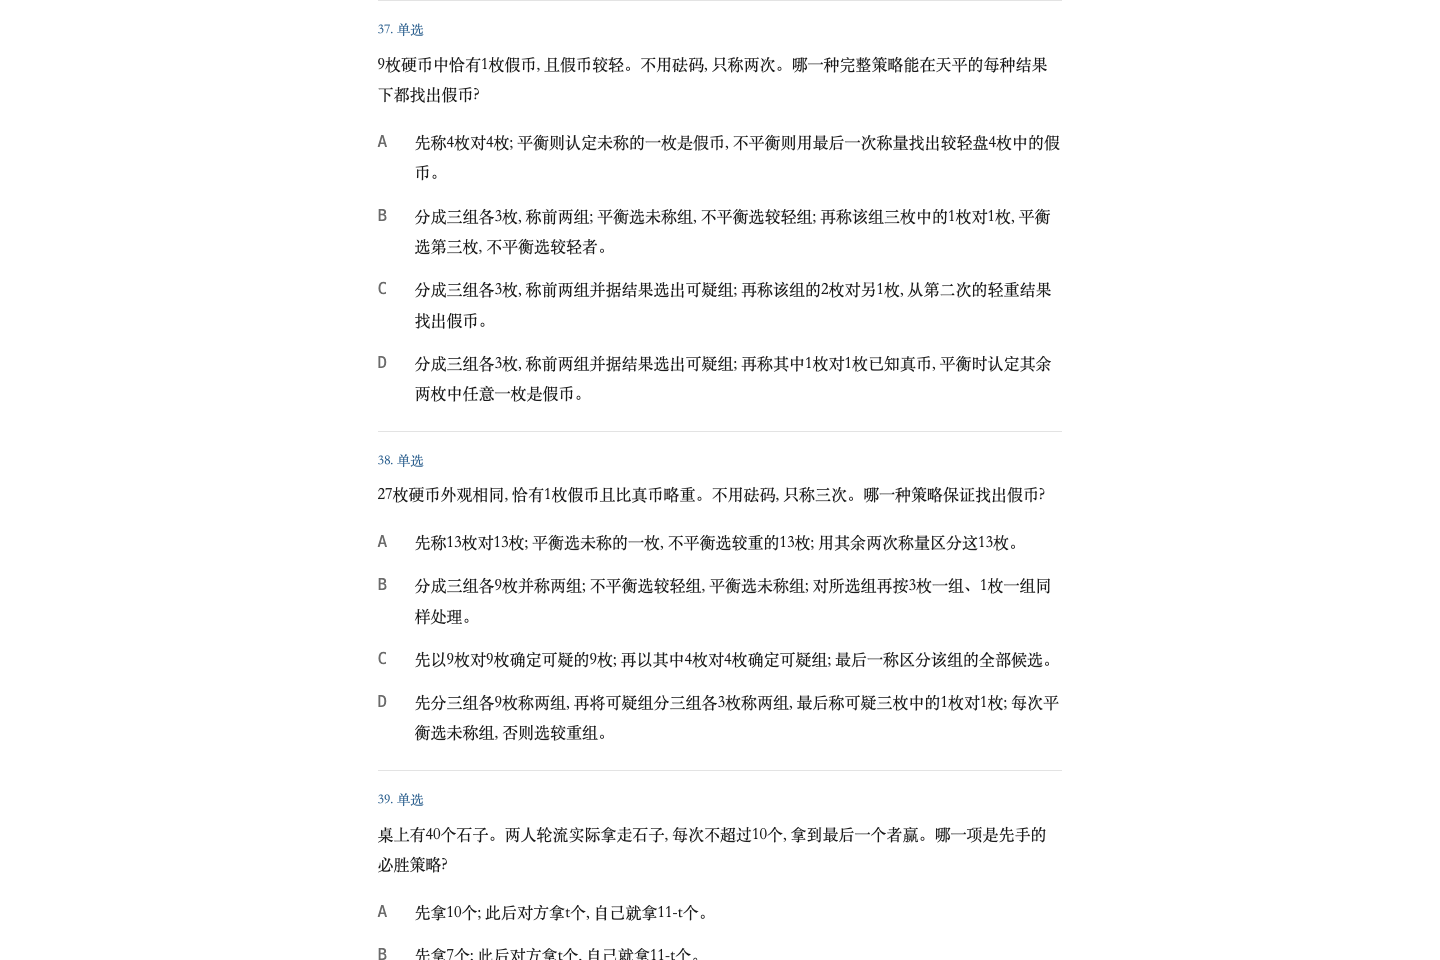 37. 单选
9枚硬币中恰有1枚假币, 且假币较轻。不用砝码, 只称两次。哪一种完整策略能在天平的每种结果
下都找出假币?
A 先称4枚对4枚; 平衡则认定未称的一枚是假币, 不平衡则用最后一次称量找出较轻盘4枚中的假
币。
B 分成三组各3枚, 称前两组; 平衡选未称组, 不平衡选较轻组; 再称该组三枚中的1枚对1枚, 平衡
选第三枚, 不平衡选较轻者。
C 分成三组各3枚, 称前两组并据结果选出可疑组; 再称该组的2枚对另1枚, 从第二次的轻重结果
找出假币。
D 分成三组各3枚, 称前两组并据结果选出可疑组; 再称其中1枚对1枚已知真币, 平衡时认定其余
两枚中任意一枚是假币。
38. 单选
27枚硬币外观相同, 恰有1枚假币且比真币略重。不用砝码, 只称三次。哪一种策略保证找出假币?
A 先称13枚对13枚; 平衡选未称的一枚, 不平衡选较重的13枚; 用其余两次称量区分这13枚。
B 分成三组各9枚并称两组; 不平衡选较轻组, 平衡选未称组; 对所选组再按3枚一组、1枚一组同
样处理。
C 先以9枚对9枚确定可疑的9枚; 再以其中4枚对4枚确定可疑组; 最后一称区分该组的全部候选。
D 先分三组各9枚称两组, 再将可疑组分三组各3枚称两组, 最后称可疑三枚中的1枚对1枚; 每次平
衡选未称组, 否则选较重组。
39. 单选
桌上有40个石子。两人轮流实际拿走石子, 每次不超过10个, 拿到最后一个者赢。哪一项是先手的
必胜策略?
A 先拿10个; 此后对方拿t个, 自己就拿11-t个。
B 先拿7个; 此后对方拿t个, 自己就拿11-t个。